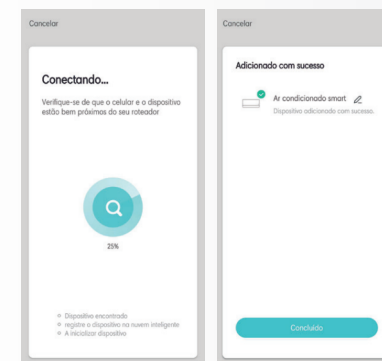 Cancelar
Conectando...
Verifique-se de que o celular e o dispositivo
estão bem próximos do seu roteador
25%
Dispositivo encontrado
registre o dispositivo na nuvem inteligente
A inicializar dispositivo
Cancelar
Adicionado com sucesso
Ar condicionado smart
Dispositivo adicionado com sucesso.
Concluído